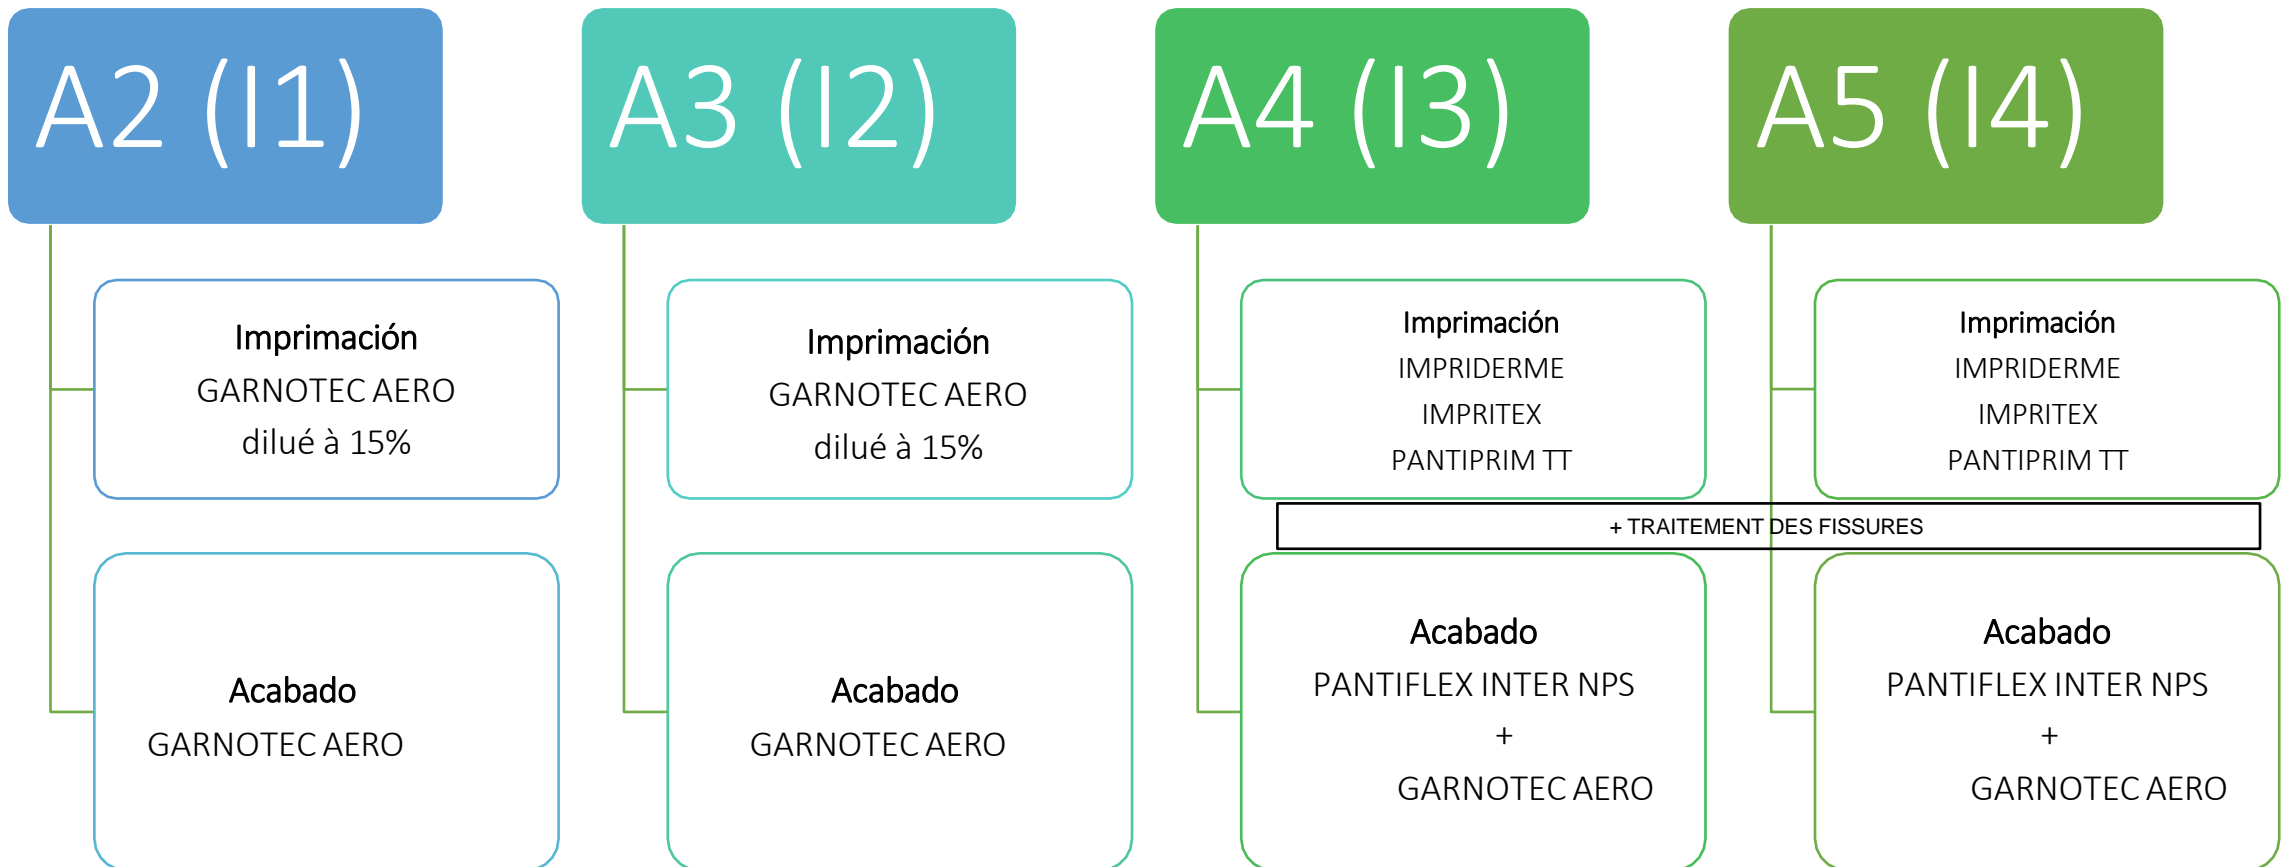 A2 (I1)
Imprimación
GARNOTEC AERO
dilué à 15%
Acabado
GARNOTEC AERO
A3 (I2)
Imprimación
GARNOTEC AERO
dilué à 15%
Acabado
GARNOTEC AERO
A4 (I3)
Imprimación
IMPRIDERME
IMPRITEX
PANTIPRIM TT
+ TRAITEMENT DES FISSURES
Acabado
PANTIFLEX INTER NPS
+
GARNOTEC AERO
A5 (I4)
Imprimación
IMPRIDERME
IMPRITEX
PANTIPRIM TT
Acabado
PANTIFLEX INTER NPS
+
GARNOTEC AERO